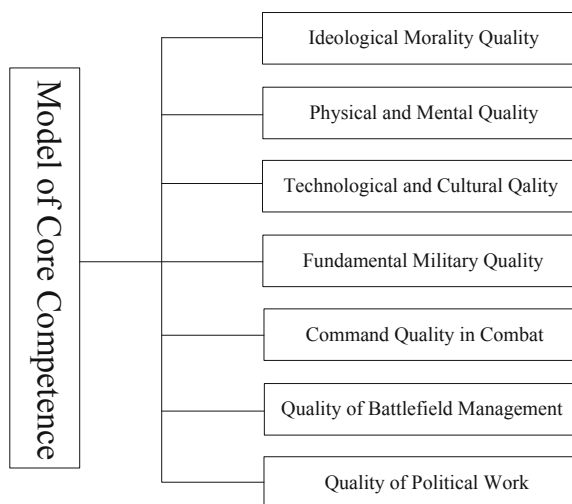 Model of Core Competence
Ideological Morality Quality
Physical and Mental Quality
Technological and Cultural Qality
Fundamental Military Quality
Command Quality in Combat
Quality of Battlefield Management
Quality of Political Work